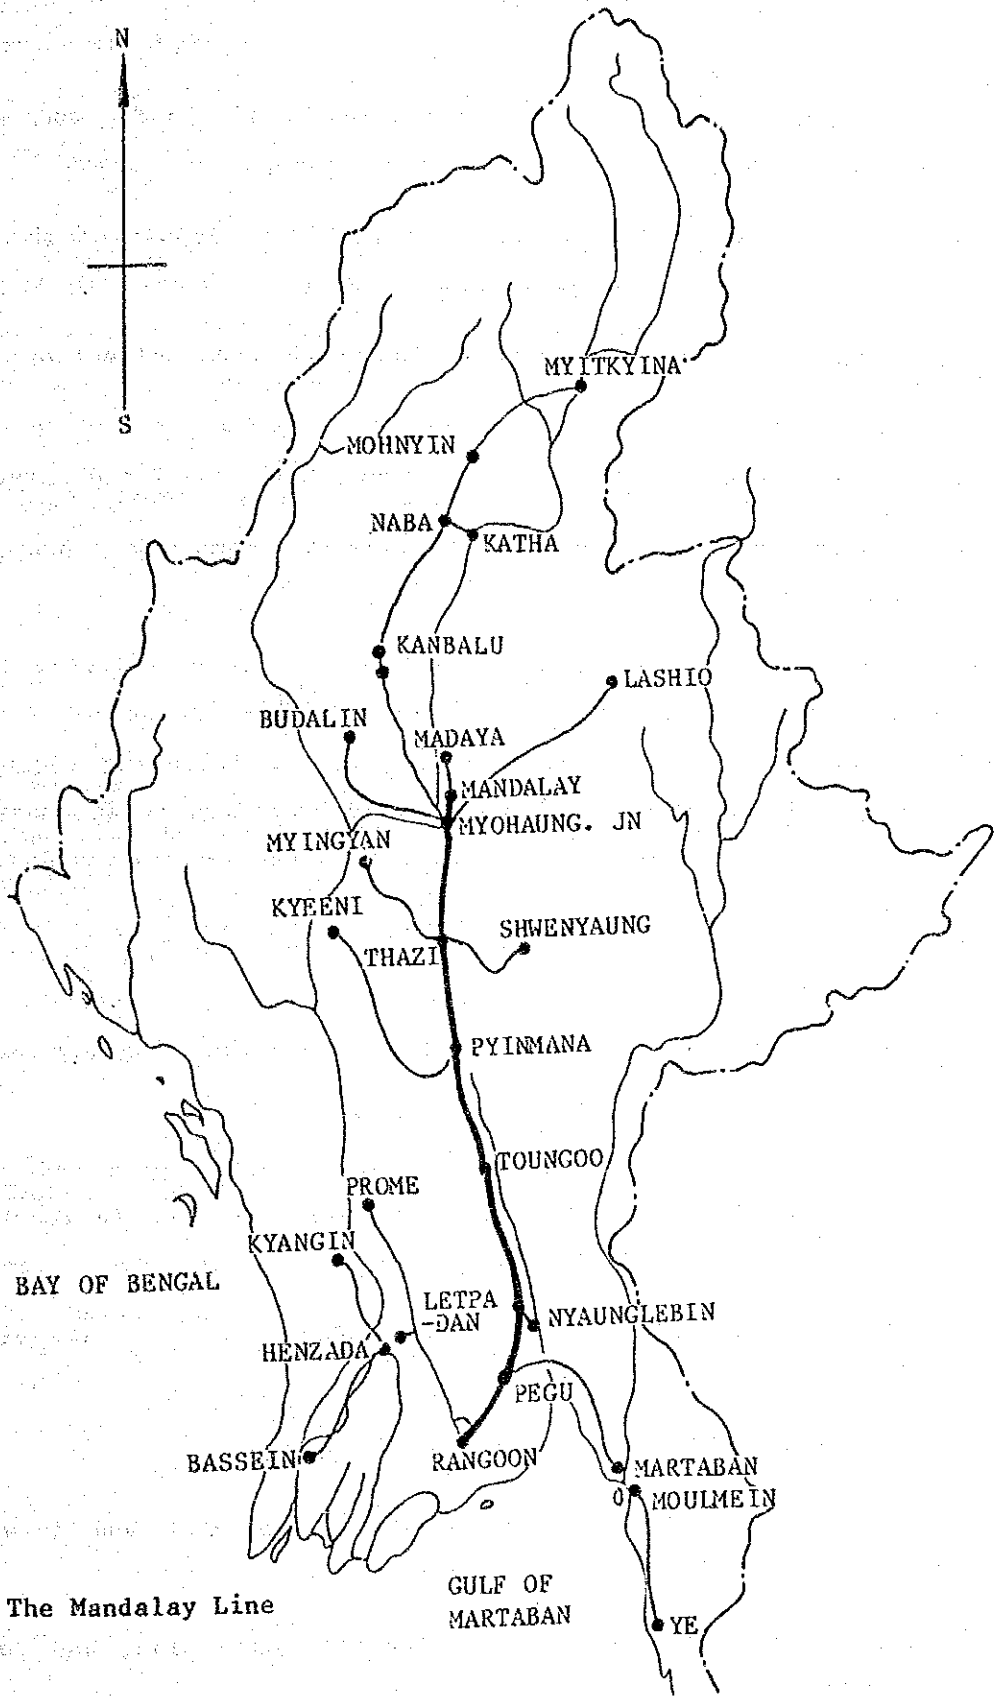 N
S
MYITKYINA
MOHNYIN
NABA
KATHA
KANBALU
LASHIO
BUDALIN
MADAYA
MANDALAY
MYOHAUNG. JN
MYINGYAN
KYEENI
SHWENYAUNG
THAZI
PYINMANA
TOUNGOO
PROME
KYANGIN
BAY OF BENGAL
LETPA
-DAN
NYAUNGLEBIN
HENZADA
PEGU
BASSEIN
RANGOON
MARTABAN
MOULMEIN
GULF OF
MARTABAN
The Mandalay Line
YE